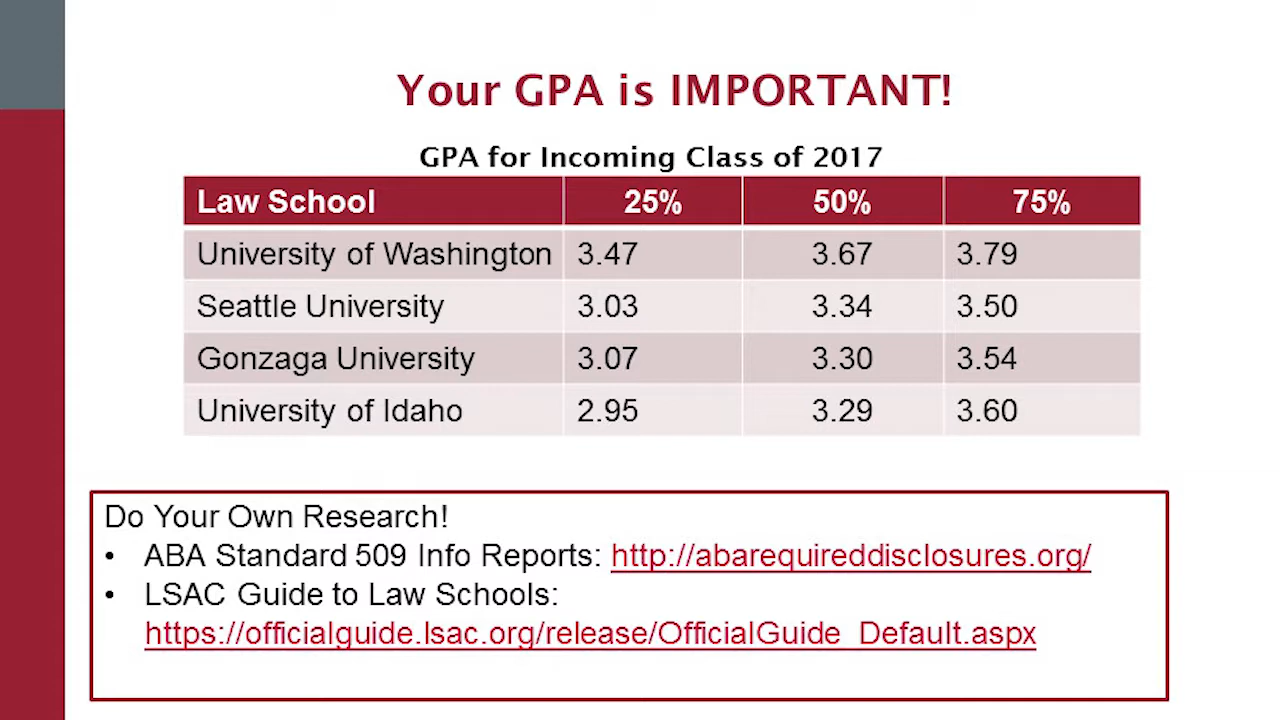 Your GPA is IMPORTANT!
GPA for Incoming Class of 2017
Law School 25% 50% 75%
University of Washington 3.47 3.67 3.79
Seattle University 3.03 3.34 3.50
Gonzaga University 3.07 3.30 3.54
University of Idaho 2.95 3.29 3.60
Do Your Own Research!
• ABA Standard 509 Info Reports: http://abarequireddisclosures.org/
• LSAC Guide to Law Schools:
https://officialguide.lsac.org/release/OfficialGuide_Default.aspx